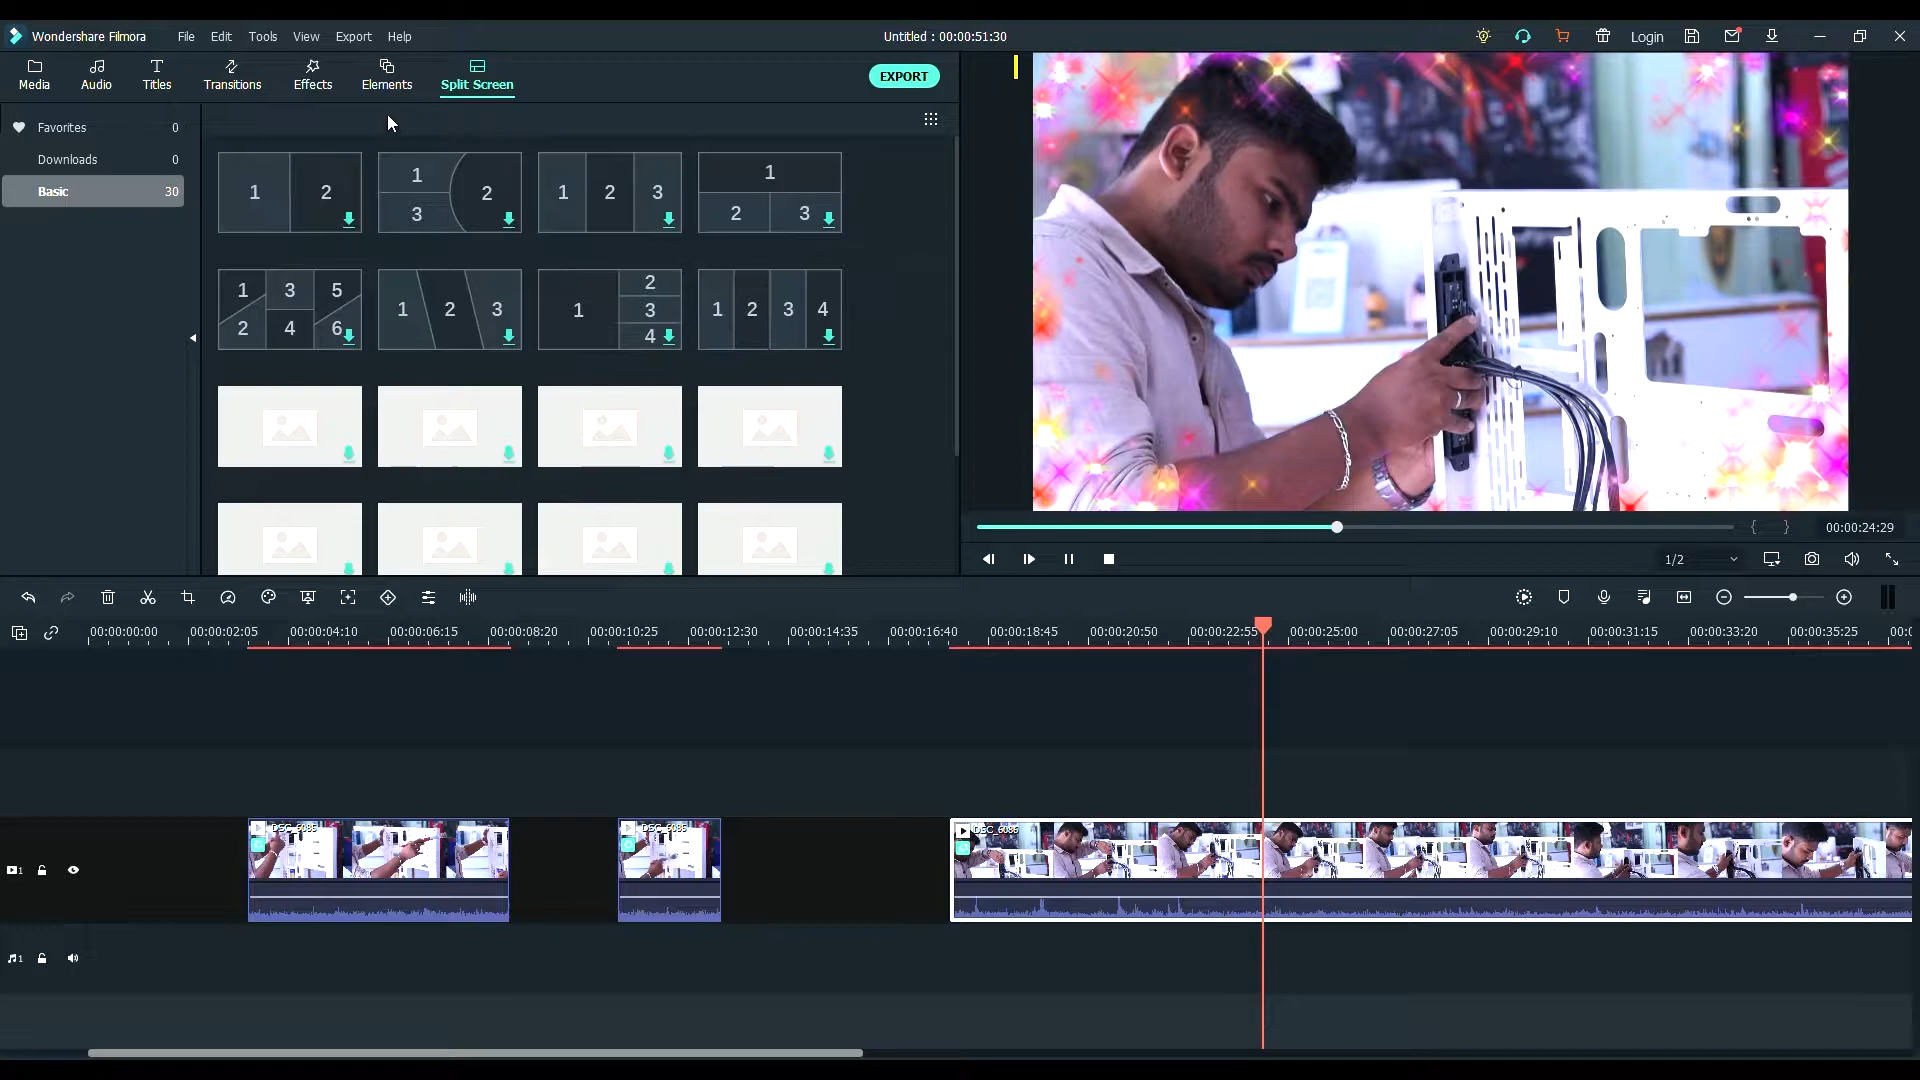 Wondershare Filmora File Edit Tools View Export Help Untitled : 00:00:51:30 Login
Media Audio Titles Transitions Effects Elements Split Screen EXPORT
Favorites 0
Downloads 0
Basic 30
1 2
1 2 3
1 2 3
1 2 3
1 3 5 2 4 6
1 2 3
1 2 3 4
1 2 3 4
{ } 00:00:24:29
1/2
00:00:00:00 00:00:02:05 00:00:04:10 00:00:06:15 00:00:08:20 00:00:10:25 00:00:12:30 00:00:14:35 00:00:16:40 00:00:18:45 00:00:20:50 00:00:22:55 00:00:25:00 00:00:27:05 00:00:29:10 00:00:31:15 00:00:33:20 00:00:35:25
DSC_6085 DSC_6085 DSC_6086
1
1